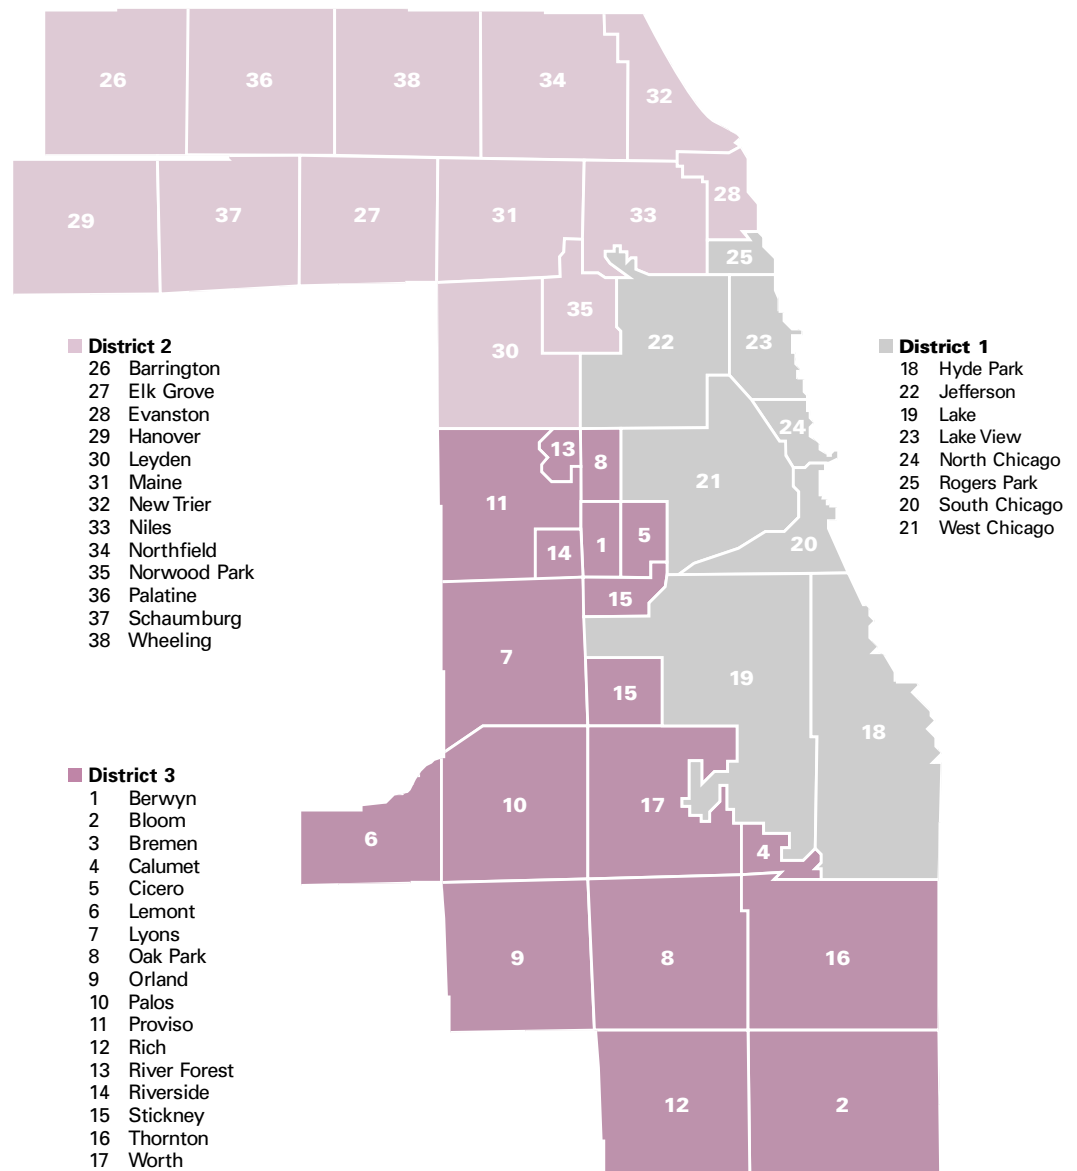 26
36
38
34
32
29
37
27
31
33
28
25
35
30
22
23
24
13
8
21
11
5
1
14
20
15
7
15
19
18
10
17
6
4
9
8
16
12
2
District 2
26 Barrington
27 Elk Grove
28 Evanston
29 Hanover
30 Leyden
31 Maine
32 New Trier
33 Niles
34 Northfield
35 Norwood Park
36 Palatine
37 Schaumburg
38 Wheeling
District 1
18 Hyde Park
22 Jefferson
19 Lake
23 Lake View
24 North Chicago
25 Rogers Park
20 South Chicago
21 West Chicago
District 3
1 Berwyn
2 Bloom
3 Bremen
4 Calumet
5 Cicero
6 Lemont
7 Lyons
8 Oak Park
9 Orland
10 Palos
11 Proviso
12 Rich
13 River Forest
14 Riverside
15 Stickney
16 Thornton
17 Worth